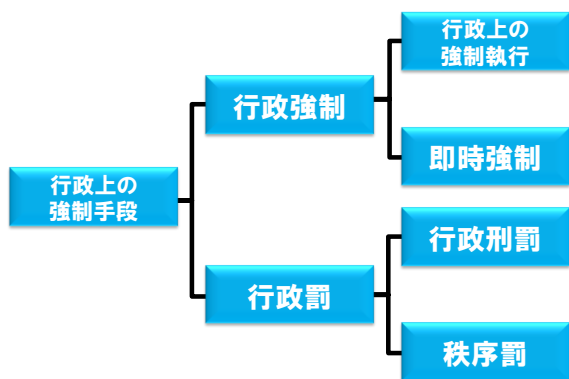 行政上の
強制手段
行政強制
行政上の
強制執行
即時強制
行政罰
行政刑罰
秩序罰